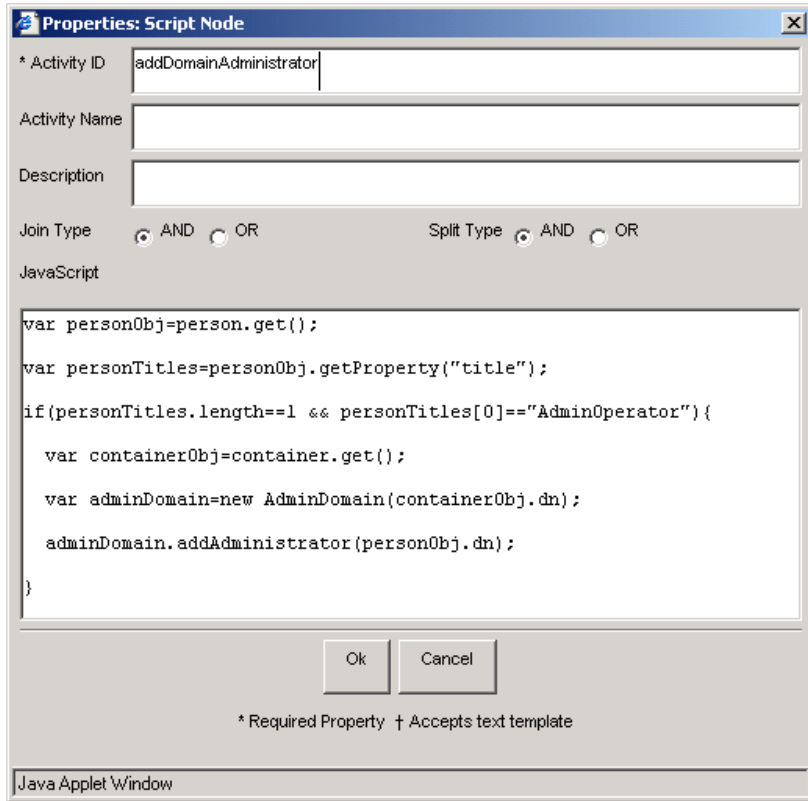 Properties: Script Node
* Activity ID addDomainAdministrator
Activity Name
Description
Join Type AND OR Split Type AND OR
JavaScript
var personObj=person.get();
var personTitles=personObj.getProperty("title");
if(personTitles.length==1 && personTitles[0]=="AdminOperator"){
  var containerObj=container.get();
  var adminDomain=new AdminDomain(containerObj.dn);
  adminDomain.addAdministrator(personObj.dn);
}
Ok Cancel
* Required Property † Accepts text template
Java Applet Window